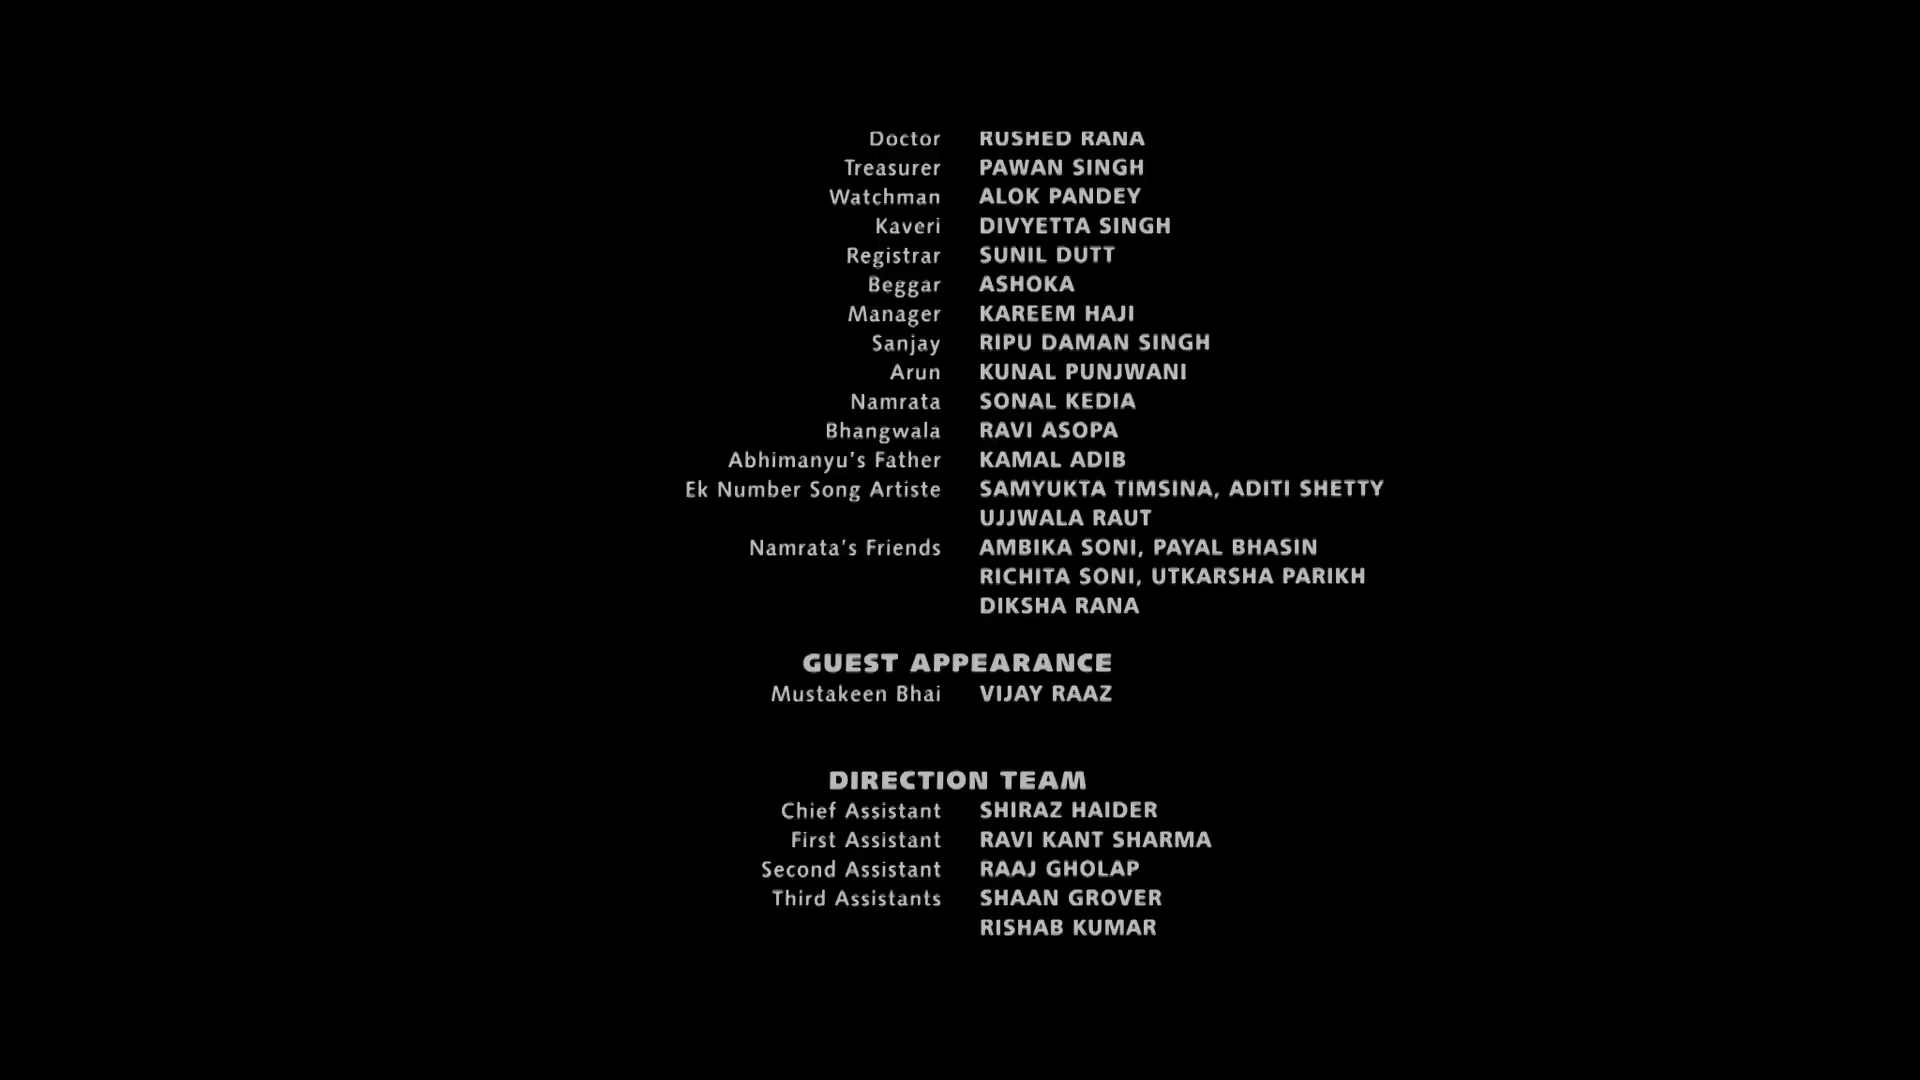 Doctor RUSHED RANA
Treasurer PAWAN SINGH
Watchman ALOK PANDEY
Kaveri DIVYETTA SINGH
Registrar SUNIL DUTT
Beggar ASHOKA
Manager KAREEM HAJI
Sanjay RIPU DAMAN SINGH
Arun KUNAL PUNJWANI
Namrata SONAL KEDIA
Bhangwala RAVI ASOPA
Abhimanyu's Father KAMAL ADIB
Ek Number Song Artiste SAMYUKTA TIMSINA, ADITI SHETTY
UJJWALA RAUT
Namrata's Friends AMBIKA SONI, PAYAL BHASIN
RICHITA SONI, UTKARSHA PARIKH
DIKSHA RANA
GUEST APPEARANCE
Mustakeen Bhai VIJAY RAAZ
DIRECTION TEAM
Chief Assistant SHIRAZ HAIDER
First Assistant RAVI KANT SHARMA
Second Assistant RAAJ GHOLAP
Third Assistants SHAAN GROVER
RISHAB KUMAR